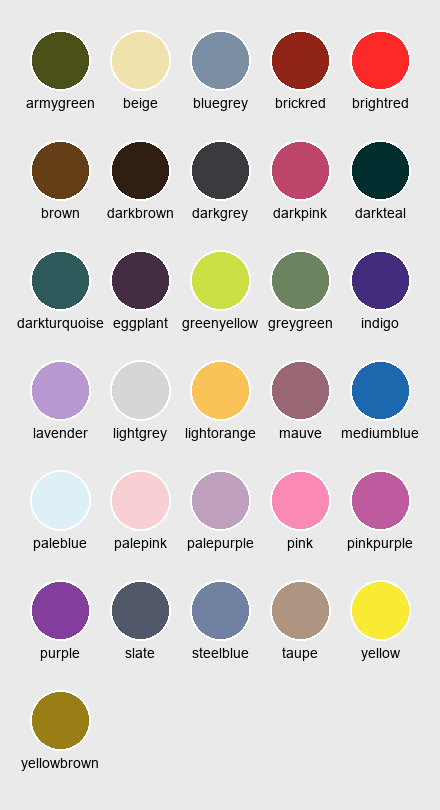 armygreen beige bluegrey brickred brightred
brown darkbrown darkgrey darkpink darkteal
darkturquoise eggplant greenyellow greygreen indigo
lavender lightgrey lightorange mauve mediumblue
paleblue palepink palepurple pink pinkpurple
purple slate steelblue taupe yellow
yellowbrown